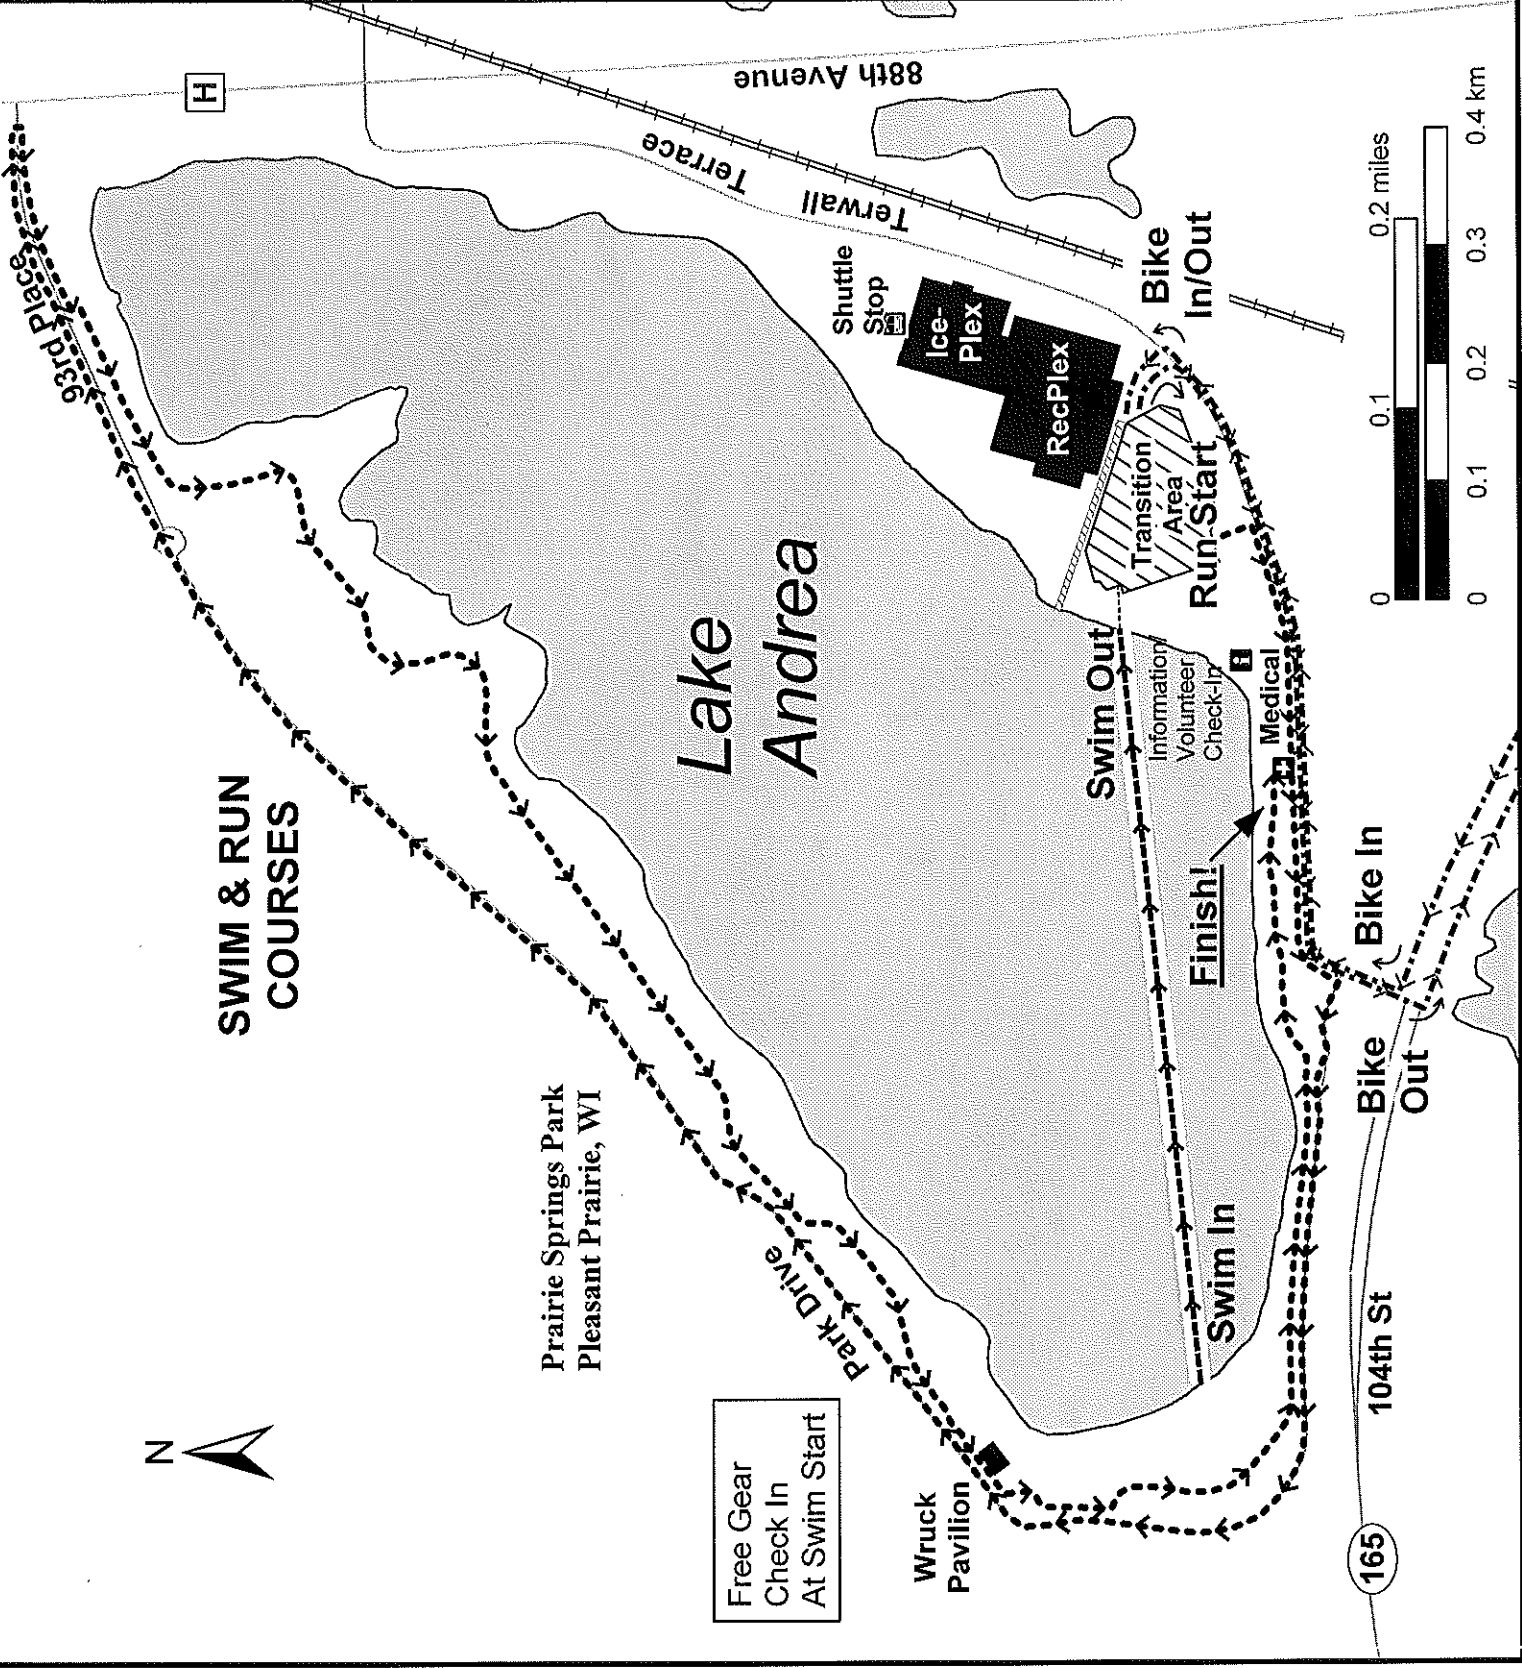 SWIM & RUN
COURSES
N
Prairie Springs Park
Pleasant Prairie, WI
Free Gear
Check In
At Swim Start
Wruck
Pavilion
Park Drive
93rd Place
H
88th Avenue
Terwall
Terrace
Lake
Andrea
Shuttle
Stop
Ice-
Plex
RecPlex
Bike
In/Out
Transition
Area
Run Start
Swim Out
Information
Volunteer
Check-In
Medical
Finish!
Swim In
Bike In
Bike
Out
104th St
165
0
0.1
0.2 miles
0
0.1
0.2
0.3
0.4 km